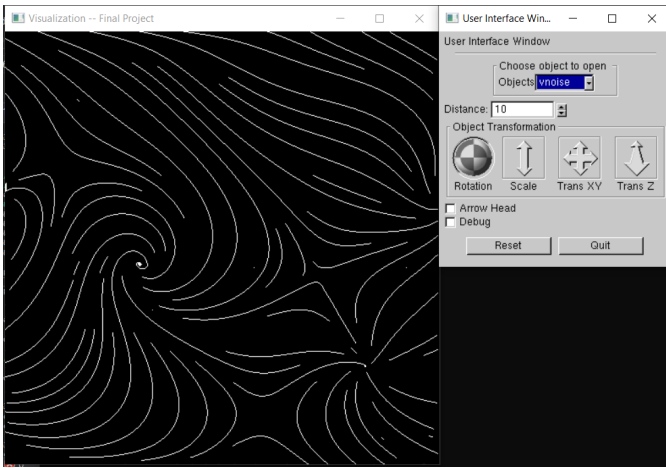 Visualization -- Final Project
User Interface Win...
User Interface Window
Choose object to open
Objects vnoise
Distance: 10
Object Transformation
Rotation Scale Trans XY Trans Z
Arrow Head
Debug
Reset Quit